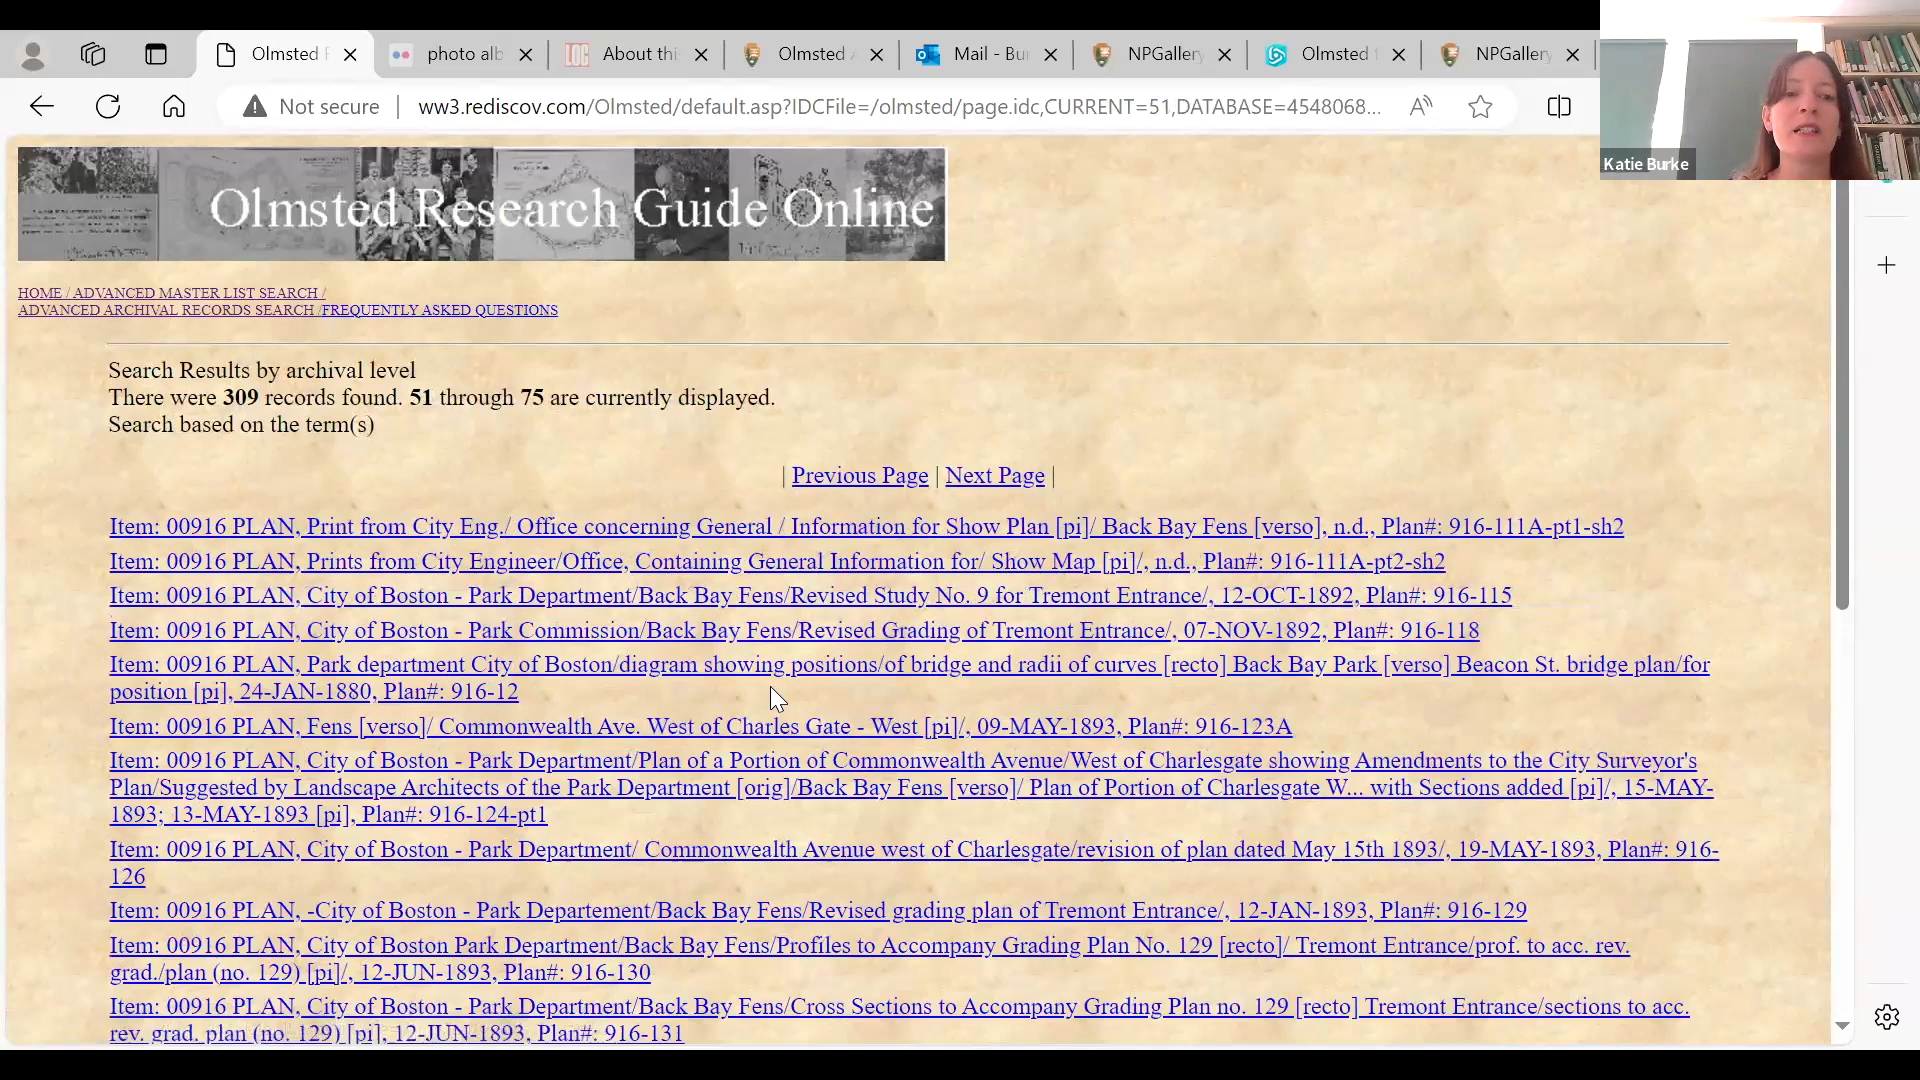 Olmsted R
photo alb
LOC About thi
Olmsted A
Mail - Bur
NPGallery
Olmsted f
NPGallery
Not secure
ww3.rediscov.com/Olmsted/default.asp?IDCFile=/olmsted/page.idc,CURRENT=51,DATABASE=4548068...
Katie Burke
Olmsted Research Guide Online
HOME / ADVANCED MASTER LIST SEARCH /
ADVANCED ARCHIVAL RECORDS SEARCH /FREQUENTLY ASKED QUESTIONS
Search Results by archival level
There were 309 records found. 51 through 75 are currently displayed.
Search based on the term(s)
| Previous Page | Next Page |
Item: 00916 PLAN, Print from City Eng./ Office concerning General / Information for Show Plan [pi]/ Back Bay Fens [verso], n.d., Plan#: 916-111A-pt1-sh2
Item: 00916 PLAN, Prints from City Engineer/Office, Containing General Information for/ Show Map [pi]/, n.d., Plan#: 916-111A-pt2-sh2
Item: 00916 PLAN, City of Boston - Park Department/Back Bay Fens/Revised Study No. 9 for Tremont Entrance/, 12-OCT-1892, Plan#: 916-115
Item: 00916 PLAN, City of Boston - Park Commission/Back Bay Fens/Revised Grading of Tremont Entrance/, 07-NOV-1892, Plan#: 916-118
Item: 00916 PLAN, Park department City of Boston/diagram showing positions/of bridge and radii of curves [recto] Back Bay Park [verso] Beacon St. bridge plan/for
position [pi], 24-JAN-1880, Plan#: 916-12
Item: 00916 PLAN, Fens [verso]/ Commonwealth Ave. West of Charles Gate - West [pi]/, 09-MAY-1893, Plan#: 916-123A
Item: 00916 PLAN, City of Boston - Park Department/Plan of a Portion of Commonwealth Avenue/West of Charlesgate showing Amendments to the City Surveyor's
Plan/Suggested by Landscape Architects of the Park Department [orig]/Back Bay Fens [verso]/ Plan of Portion of Charlesgate W... with Sections added [pi]/, 15-MAY-
1893; 13-MAY-1893 [pi], Plan#: 916-124-pt1
Item: 00916 PLAN, City of Boston - Park Department/ Commonwealth Avenue west of Charlesgate/revision of plan dated May 15th 1893/, 19-MAY-1893, Plan#: 916-
126
Item: 00916 PLAN, -City of Boston - Park Departement/Back Bay Fens/Revised grading plan of Tremont Entrance/, 12-JAN-1893, Plan#: 916-129
Item: 00916 PLAN, City of Boston Park Department/Back Bay Fens/Profiles to Accompany Grading Plan No. 129 [recto]/ Tremont Entrance/prof. to acc. rev.
grad./plan (no. 129) [pi]/, 12-JUN-1893, Plan#: 916-130
Item: 00916 PLAN, City of Boston - Park Department/Back Bay Fens/Cross Sections to Accompany Grading Plan no. 129 [recto] Tremont Entrance/sections to acc.
rev. grad. plan (no. 129) [pi], 12-JUN-1893, Plan#: 916-131